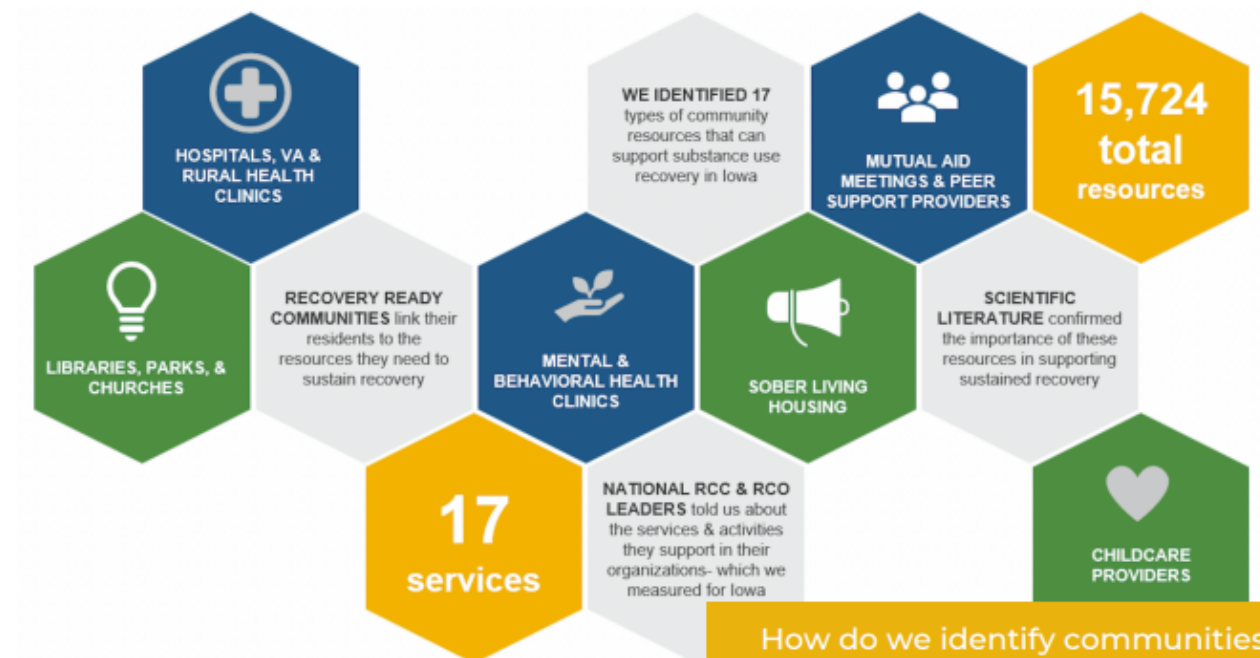 HOSPITALS, VA &
RURAL HEALTH
CLINICS
WE IDENTIFIED 17
types of community
resources that can
support substance use
recovery in Iowa
MUTUAL AID
MEETINGS & PEER
SUPPORT PROVIDERS
15,724
total
resources
LIBRARIES, PARKS, &
CHURCHES
RECOVERY READY
COMMUNITIES link their
residents to the
resources they need to
sustain recovery
MENTAL &
BEHAVIORAL HEALTH
CLINICS
SOBER LIVING
HOUSING
SCIENTIFIC
LITERATURE confirmed
the importance of these
resources in supporting
sustained recovery
17
services
NATIONAL RCC & RCO
LEADERS told us about
the services & activities
they support in their
organizations- which we
measured for Iowa
CHILDCARE
PROVIDERS
How do we identify communities